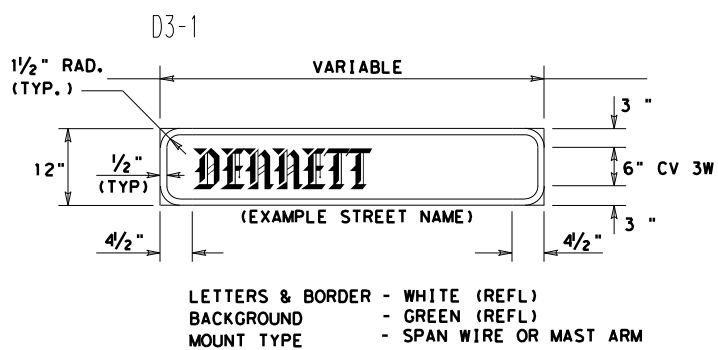 D3-1
1½" RAD.
(TYP.)
VARIABLE
3 "
12"
½"
(TYP)
DENNETT
6" CV 3W
(EXAMPLE STREET NAME)
3 "
4½"
4½"
LETTERS & BORDER - WHITE (REFL)
BACKGROUND - GREEN (REFL)
MOUNT TYPE - SPAN WIRE OR MAST ARM